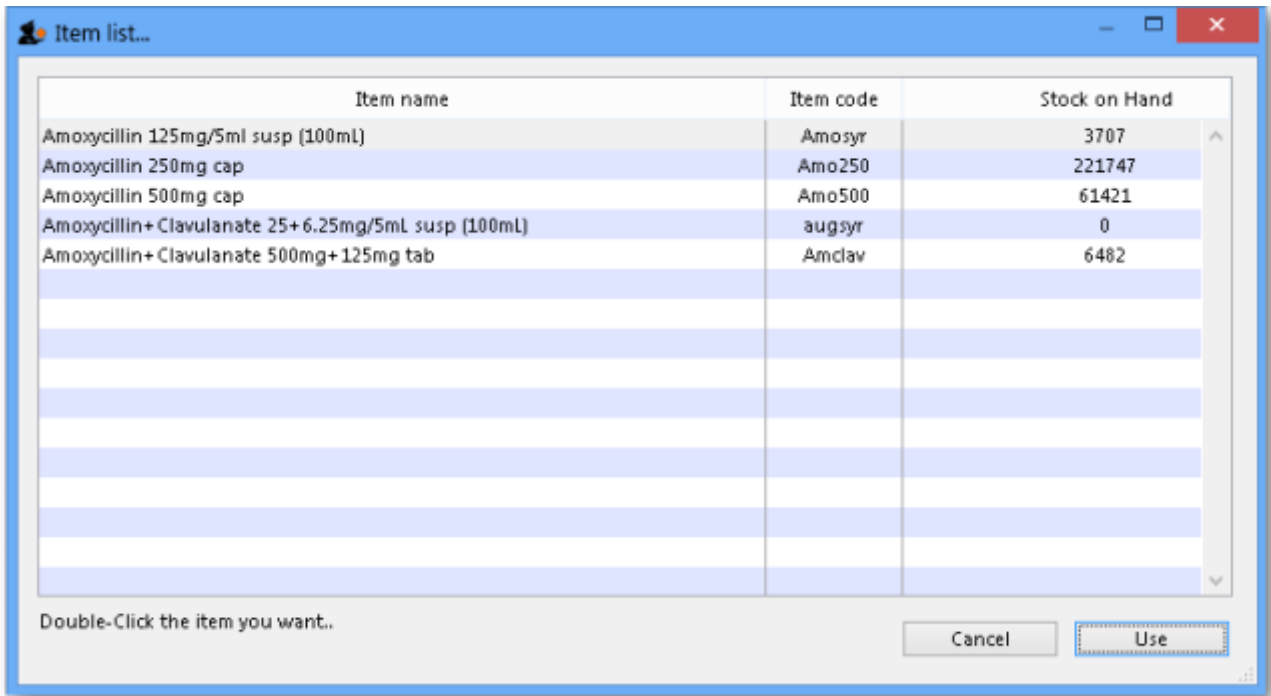 Item list...
Item name Item code Stock on Hand
Amoxycillin 125mg/5ml susp (100mL) Amosyr 3707
Amoxycillin 250mg cap Amo250 221747
Amoxycillin 500mg cap Amo500 61421
Amoxycillin+Clavulanate 25+6.25mg/5mL susp (100mL) augsyr 0
Amoxycillin+Clavulanate 500mg+125mg tab Amclav 6482
Double-Click the item you want..
Cancel Use